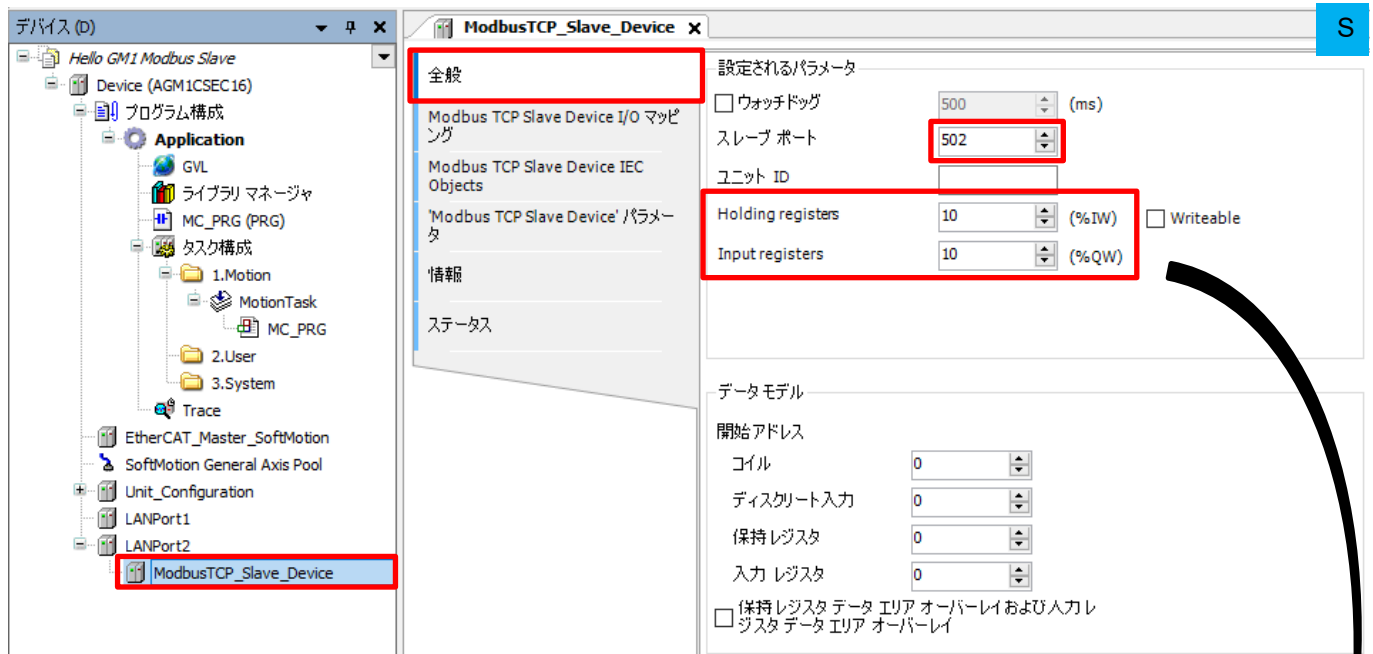 デバイス (D)
Hello GM1 Modbus Slave
Device (AGM1CSEC16)
プログラム構成
Application
GVL
ライブラリ マネージャ
MC_PRG (PRG)
タスク構成
1.Motion
MotionTask
MC_PRG
2.User
3.System
Trace
EtherCAT_Master_SoftMotion
SoftMotion General Axis Pool
Unit_Configuration
LANPort1
LANPort2
ModbusTCP_Slave_Device
ModbusTCP_Slave_Device
S
全般
Modbus TCP Slave Device I/O マッピ
ング
Modbus TCP Slave Device IEC
Objects
'Modbus TCP Slave Device' パラメー
タ
情報
ステータス
設定されるパラメータ
ウォッチドッグ 500 (ms)
スレーブ ポート 502
ユニット ID
Holding registers 10 (%IW) Writeable
Input registers 10 (%QW)
データ モデル
開始アドレス
コイル 0
ディスクリート入力 0
保持レジスタ 0
入力 レジスタ 0
保持レジスタ データ エリア オーバーレイおよび入力 レ
ジスタ データ エリア オーバーレイ